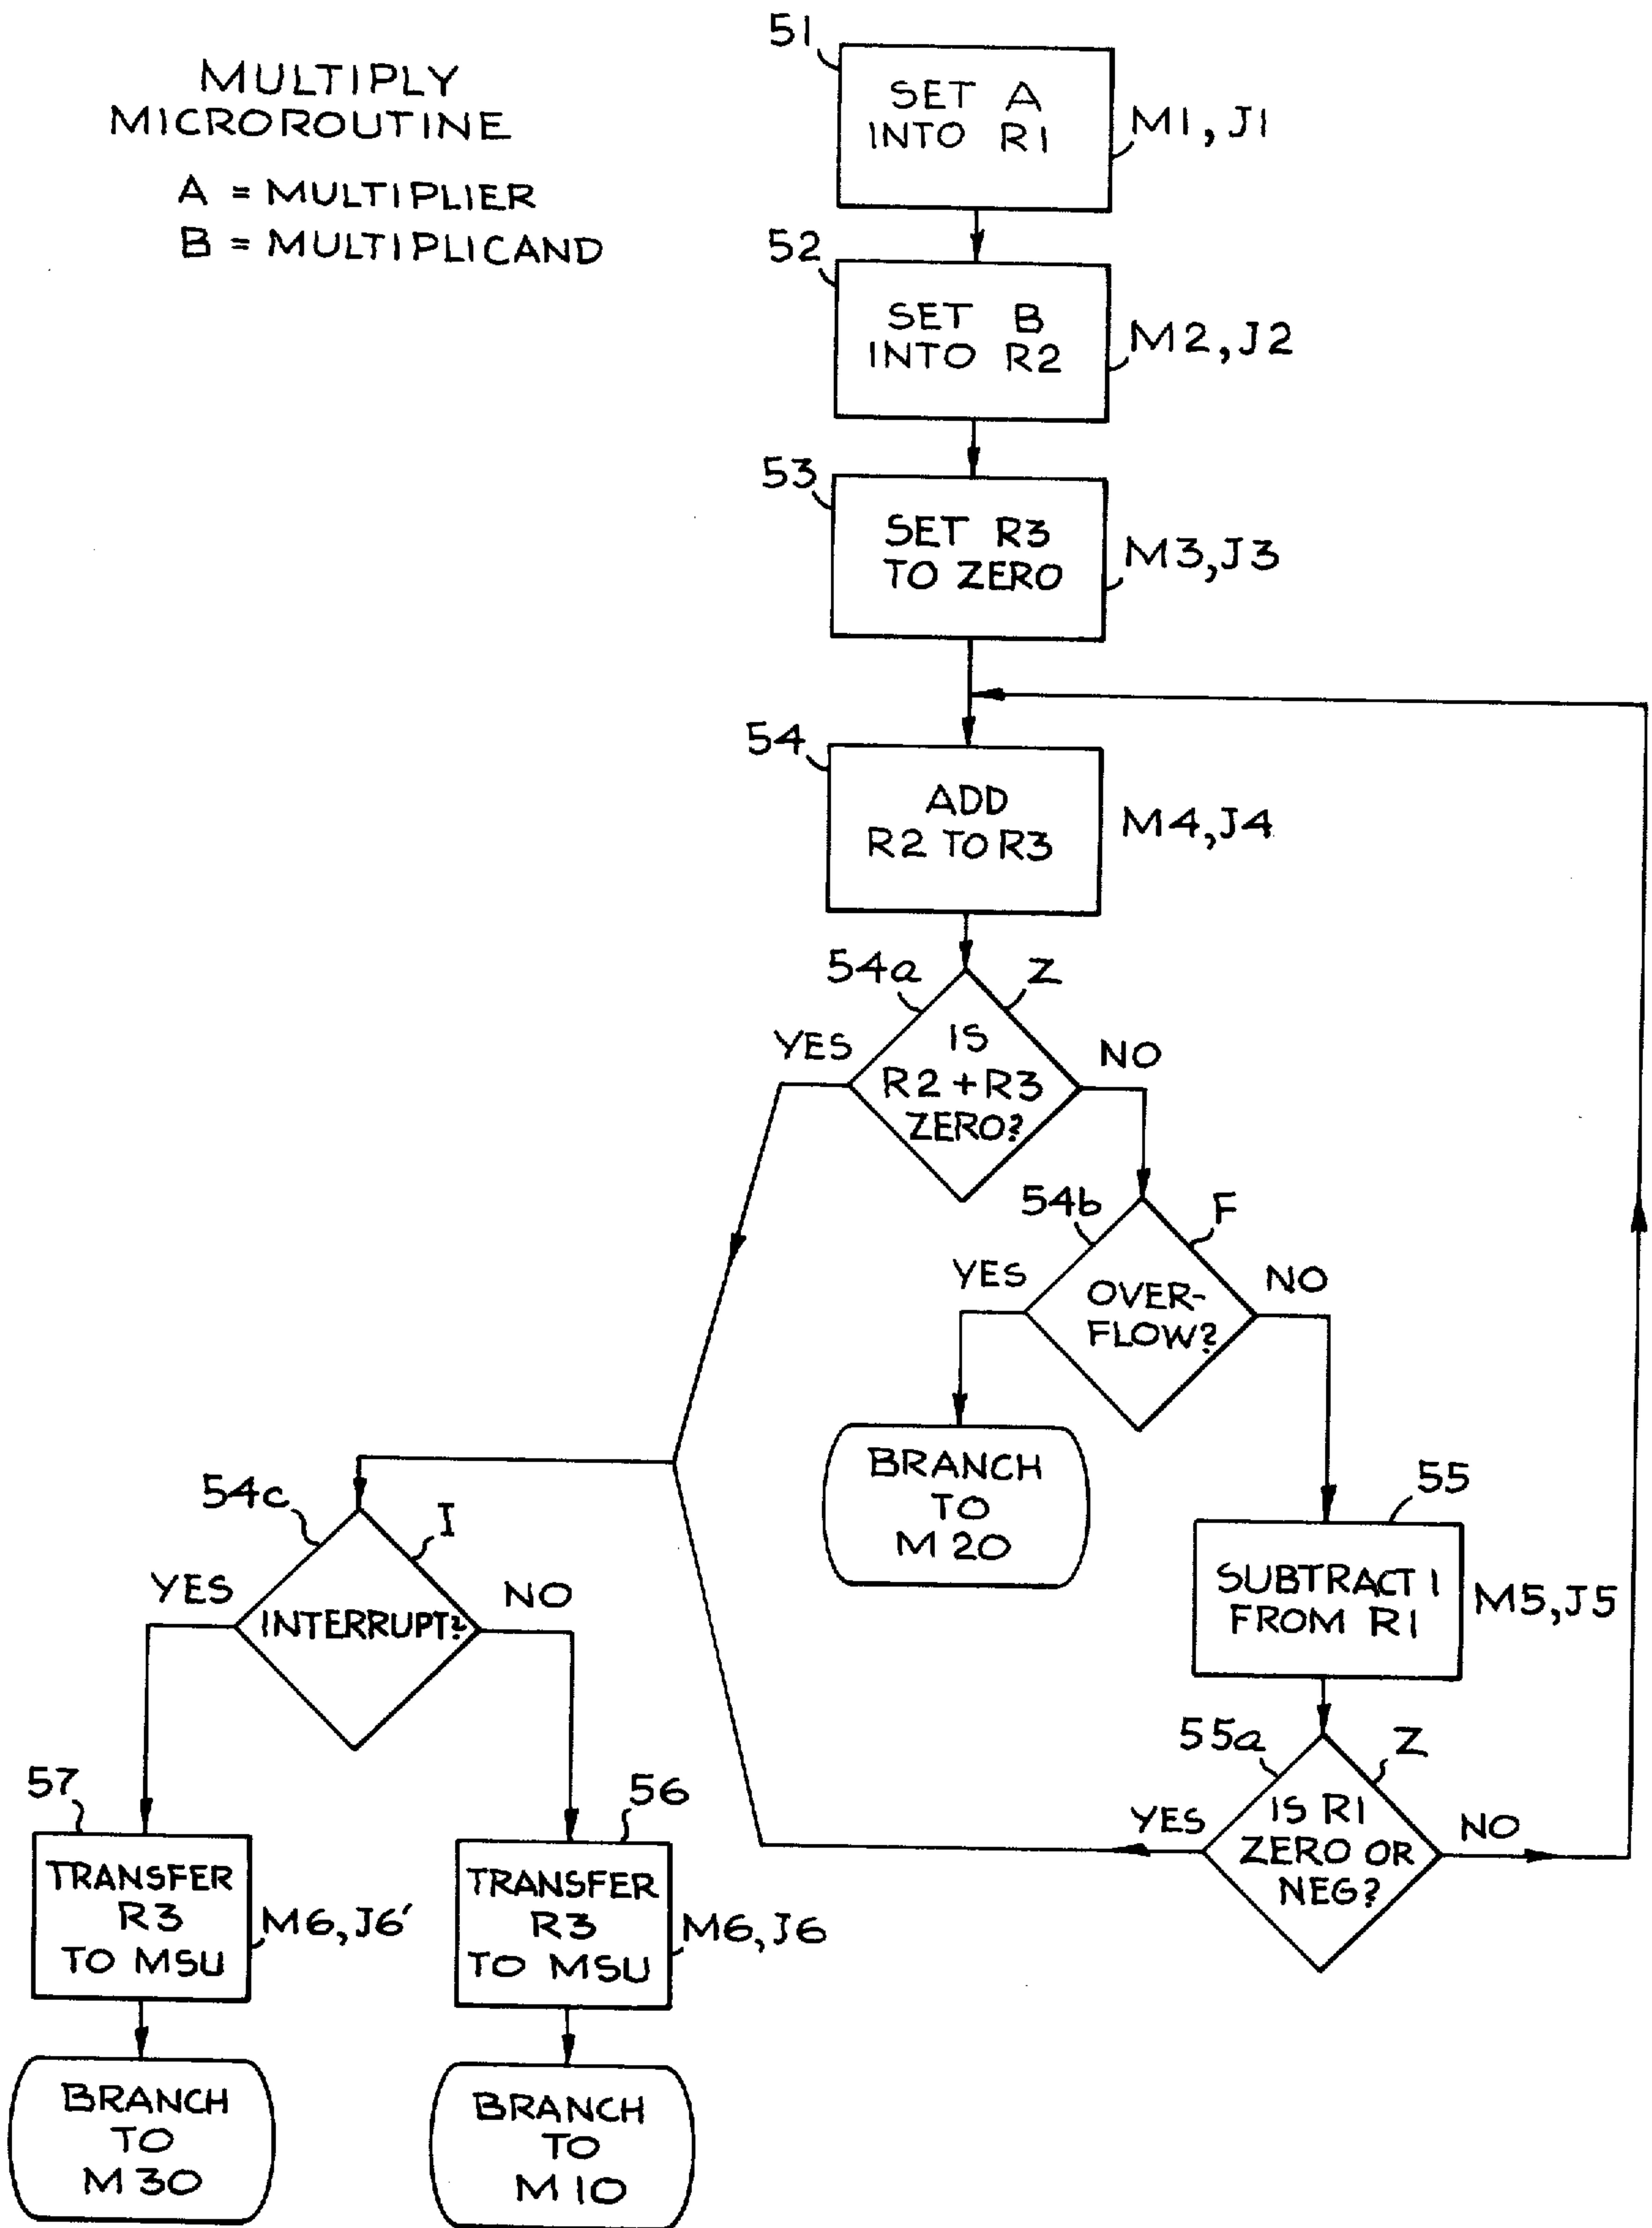 MULTIPLY
MICROROUTINE
A = MULTIPLIER
B = MULTIPLICAND
51
SET A
INTO R1
M1, J1
52
SET B
INTO R2
M2, J2
53
SET R3
TO ZERO
M3, J3
54
ADD
R2 TO R3
M4, J4
54a
Z
YES
IS
R2 + R3
ZERO?
NO
54b
F
YES
OVER-
FLOW?
NO
BRANCH
TO
M 20
55
SUBTRACT 1
FROM R1
M5, J5
54c
I
YES
INTERRUPT?
NO
55a
Z
YES
IS R1
ZERO OR
NEG?
NO
57
TRANSFER
R3
TO MSU
M6, J6'
56
TRANSFER
R3
TO MSU
M6, J6
BRANCH
TO
M 30
BRANCH
TO
M 10